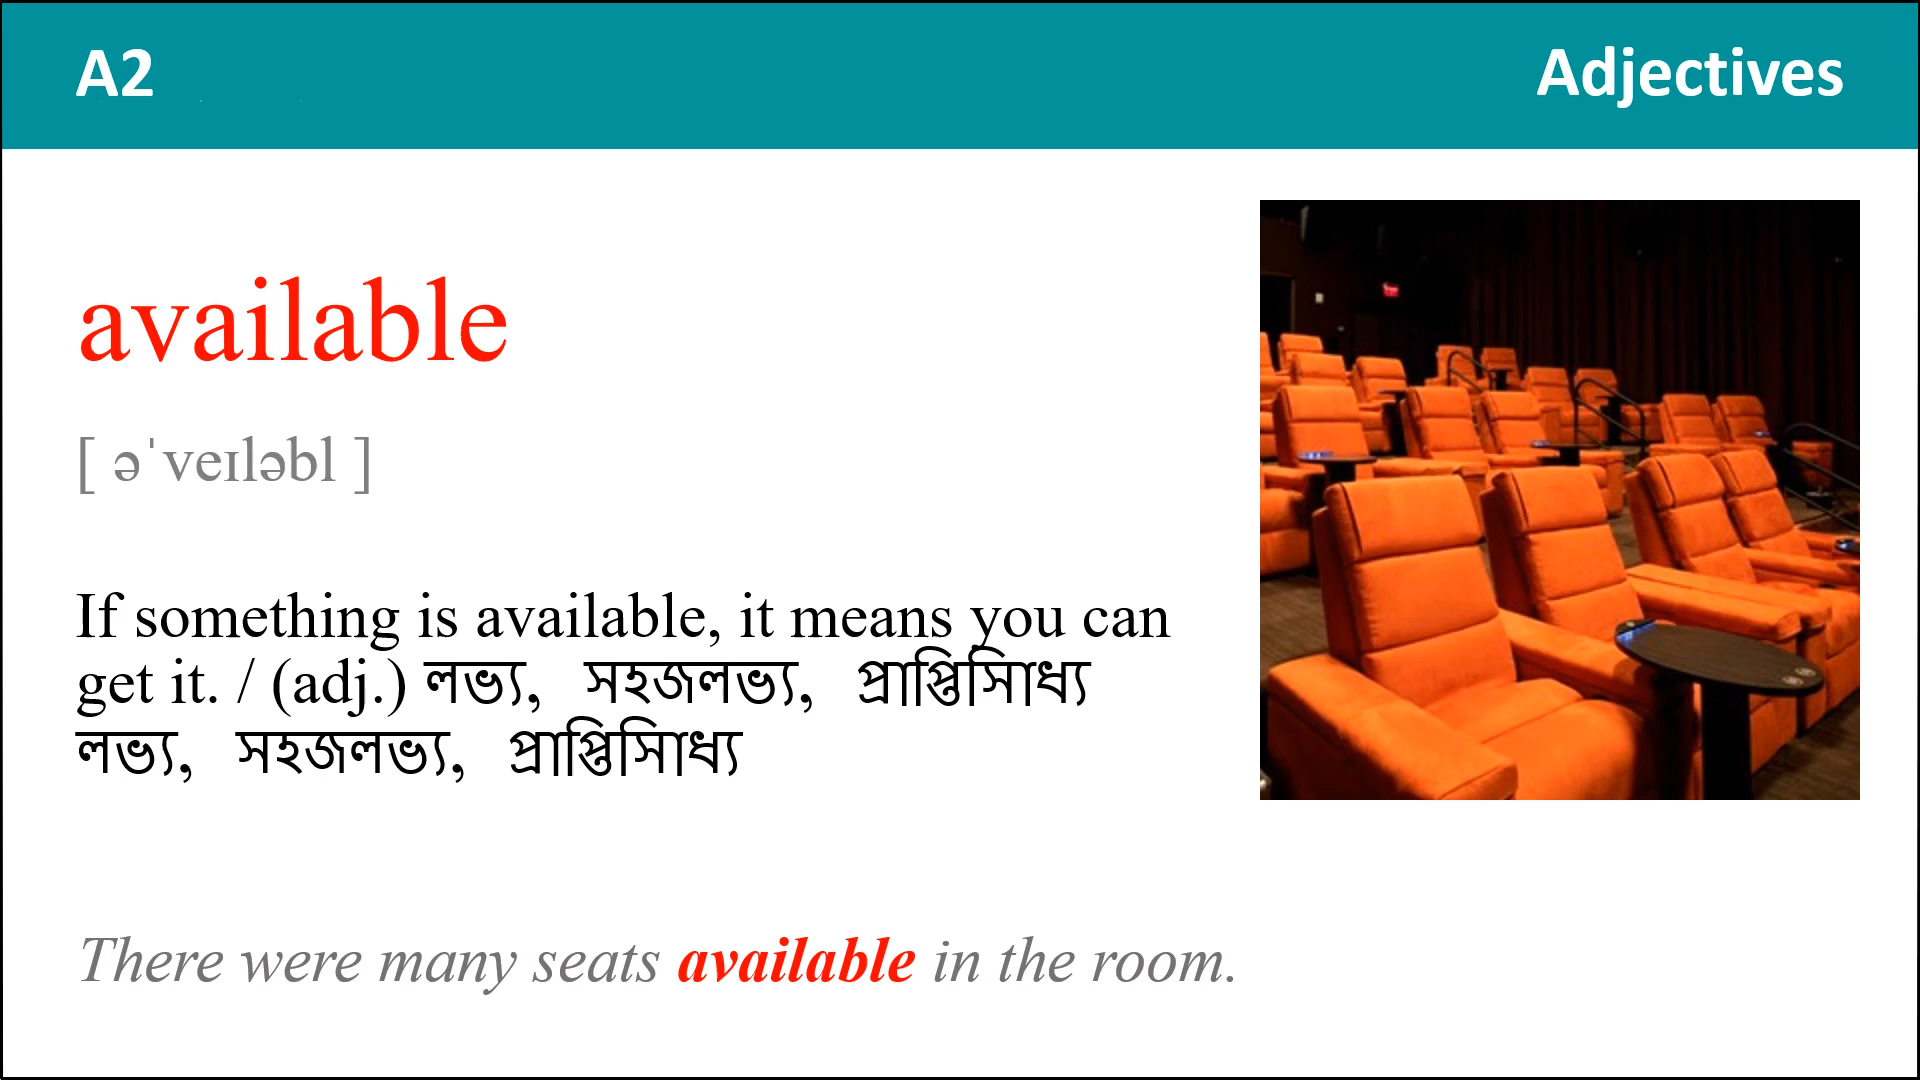 A2
Adjectives
available
[ əˈveɪləbl ]
If something is available, it means you can
get it. / (adj.) লভ্য, সহজলভ্য, প্রাপ্তিসিাধ্য
লভ্য, সহজলভ্য, প্রাপ্তিসিাধ্য
There were many seats available in the room.